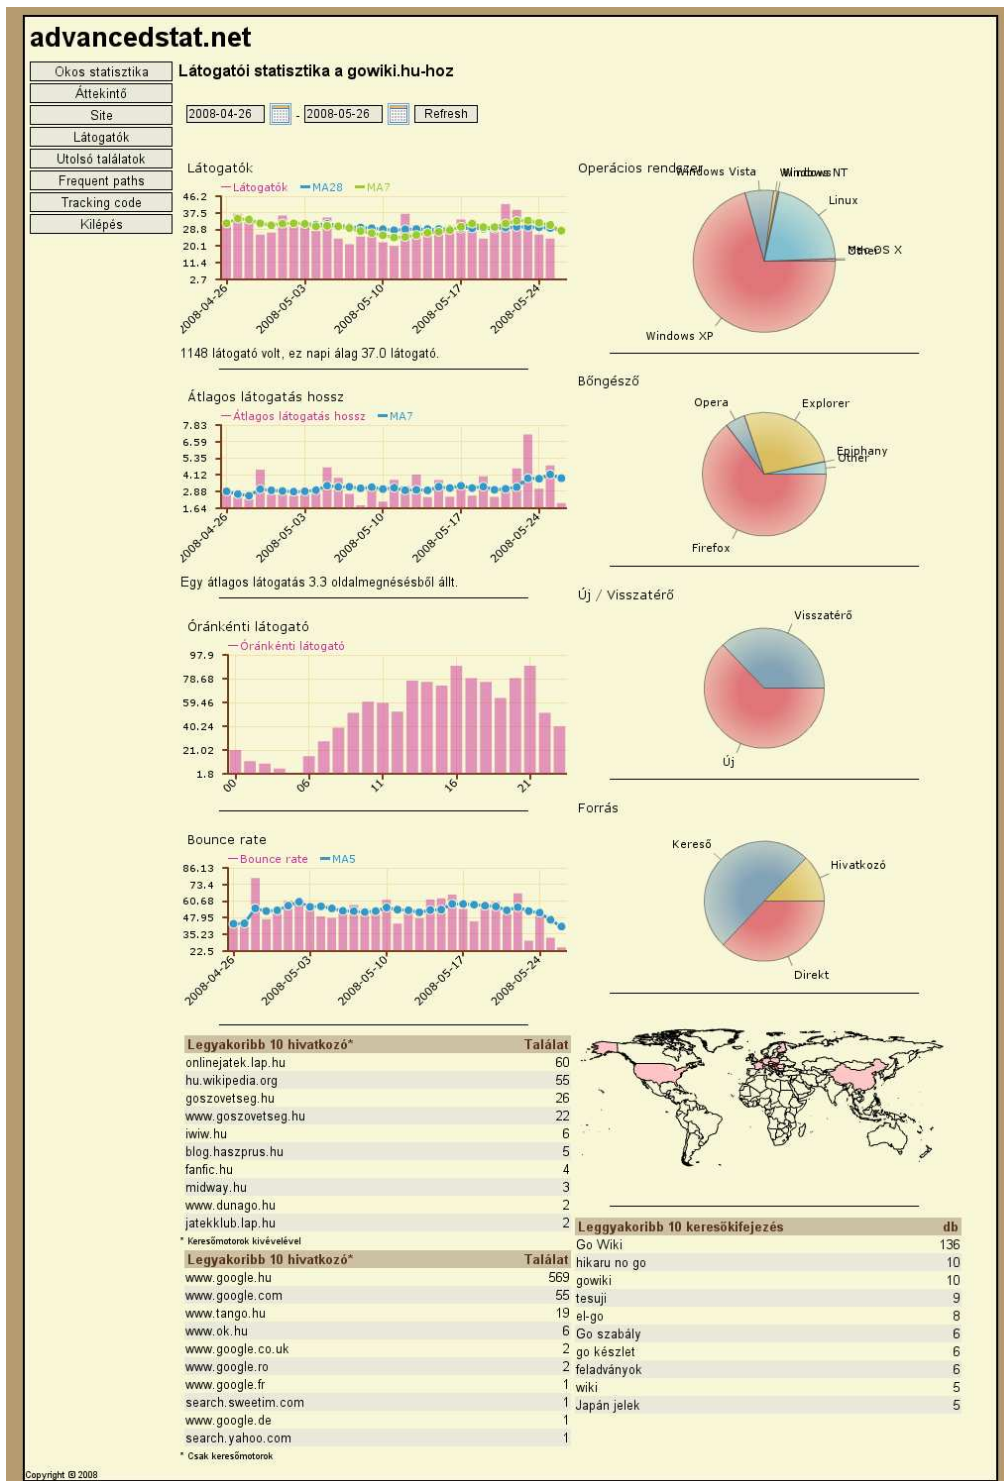 advancedstat.net
Okos statisztika
Áttekintő
Site
Látogatók
Utolsó találatok
Frequent paths
Tracking code
Kilépés
Látogatói statisztika a gowiki.hu-hoz
2008-04-26 - 2008-05-26 Refresh
Látogatók
Látogatók MA28 MA7
46.2
37.5
28.8
20.1
11.4
2.7
2008-04-26 2008-05-03 2008-05-10 2008-05-17 2008-05-24
1148 látogató volt, ez napi álag 37.0 látogató.
Átlagos látogatás hossz
Átlagos látogatás hossz MA7
7.83
6.59
5.35
4.12
2.88
1.64
2008-04-26 2008-05-03 2008-05-10 2008-05-17 2008-05-24
Egy átlagos látogatás 3.3 oldalmegnésésből állt.
Óránkénti látogató
Óránkénti látogató
97.9
78.68
59.46
40.24
21.02
1.8
00 06 11 16 21
Bounce rate
Bounce rate MA5
86.13
73.4
60.68
47.95
35.23
22.5
2008-04-26 2008-05-03 2008-05-10 2008-05-17 2008-05-24
Operácios rendszer
Windows Vista
Windows NT
Linux
Mac OS X
Other
Windows XP
Bőngésző
Opera
Explorer
Epiphany
Other
Firefox
Új / Visszatérő
Visszatérő
Új
Forrás
Kereső
Hivatkozó
Direkt
Legyakoribb 10 hivatkozó* Találat
onlinejatek.lap.hu 60
hu.wikipedia.org 55
goszovetseg.hu 26
www.goszovetseg.hu 22
iwiw.hu 6
blog.haszprus.hu 5
fanfic.hu 4
midway.hu 3
www.dunago.hu 2
jatekklub.lap.hu 2
* Keresőmotorok kivévelével
Legyakoribb 10 hivatkozó* Találat
www.google.hu 569
www.google.com 55
www.tango.hu 19
www.ok.hu 6
www.google.co.uk 2
www.google.ro 2
www.google.fr 1
search.sweetim.com 1
www.google.de 1
search.yahoo.com 1
* Csak keresőmotorok
Leggyakoribb 10 keresökifejezés db
Go Wiki 136
hikaru no go 10
gowiki 10
tesuji 9
el-go 8
Go szabály 6
go készlet 6
feladványok 6
wiki 5
Japán jelek 5
Copyright © 2008